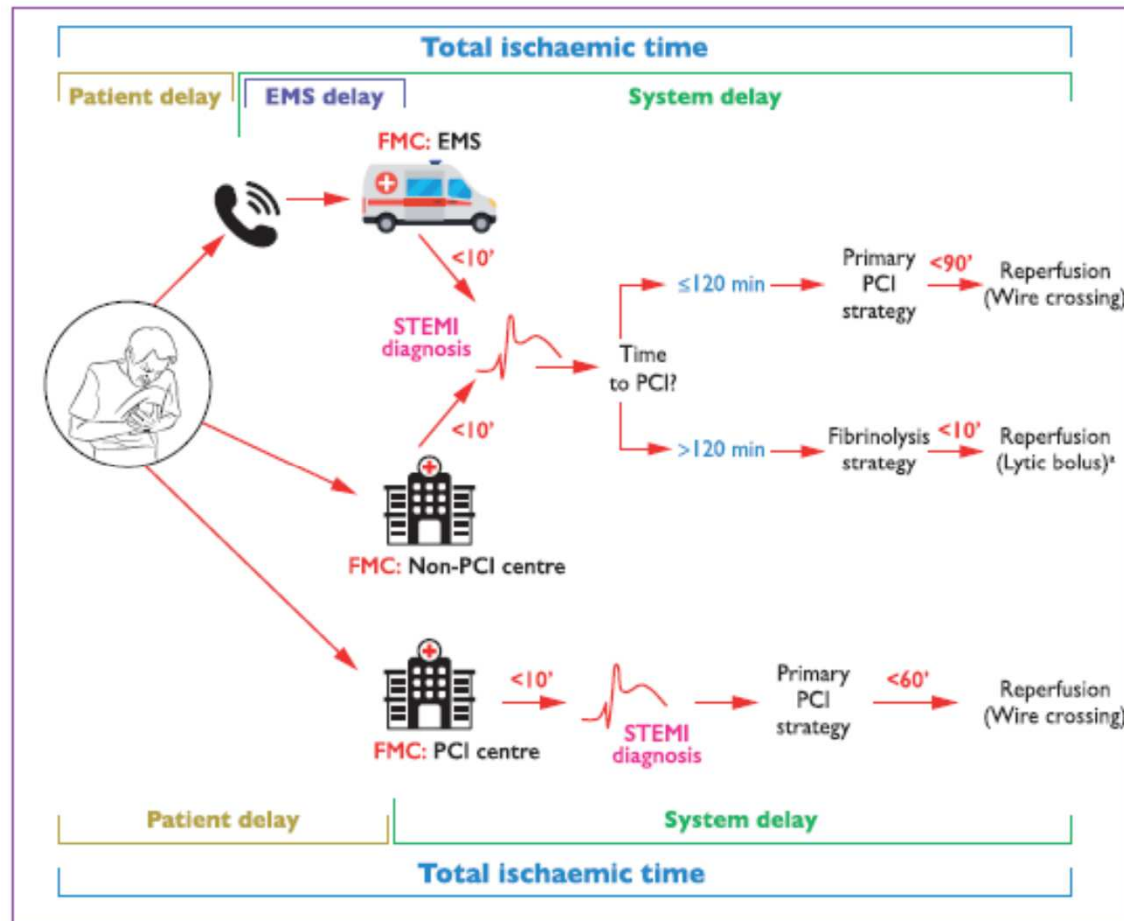 Total ischaemic time
Patient delay
EMS delay
System delay
FMC: EMS
<10'
STEMI
diagnosis
<10'
Time
to PCI?
≤120 min
Primary
PCI
strategy
<90'
Reperfusion
(Wire crossing)
>120 min
Fibrinolysis
strategy
<10'
Reperfusion
(Lytic bolus)ª
FMC: Non-PCI centre
FMC: PCI centre
<10'
STEMI
diagnosis
Primary
PCI
strategy
<60'
Reperfusion
(Wire crossing)
Patient delay
System delay
Total ischaemic time